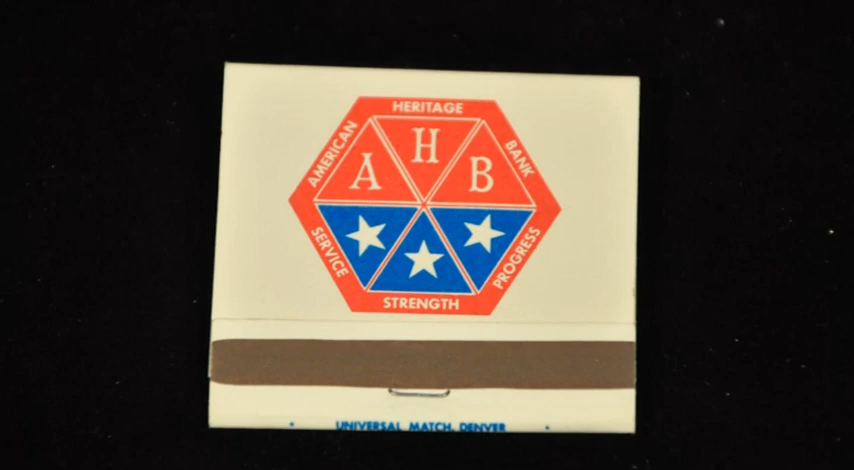 AMERICAN
HERITAGE
BANK
A H B
SERVICE
STRENGTH
PROGRESS
UNIVERSAL MATCH, DENVER